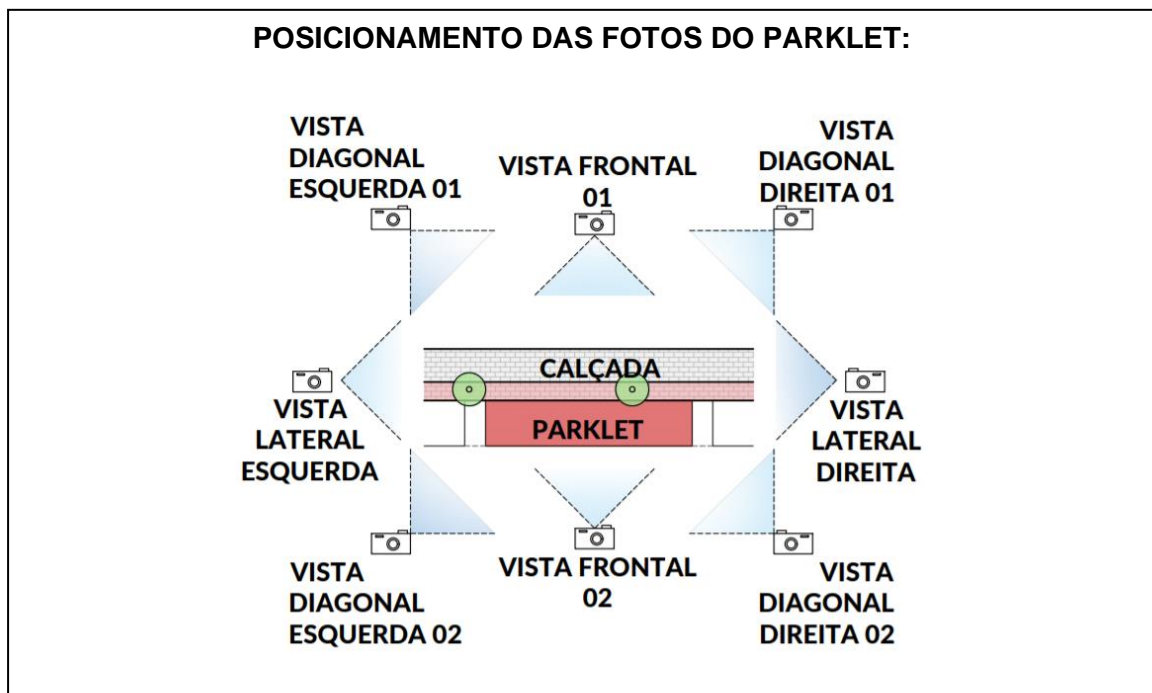 POSICIONAMENTO DAS FOTOS DO PARKLET:
VISTA
DIAGONAL
ESQUERDA 01
VISTA FRONTAL
01
VISTA
DIAGONAL
DIREITA 01
CALÇADA
PARKLET
VISTA
LATERAL
ESQUERDA
VISTA
LATERAL
DIREITA
VISTA
DIAGONAL
ESQUERDA 02
VISTA FRONTAL
02
VISTA
DIAGONAL
DIREITA 02